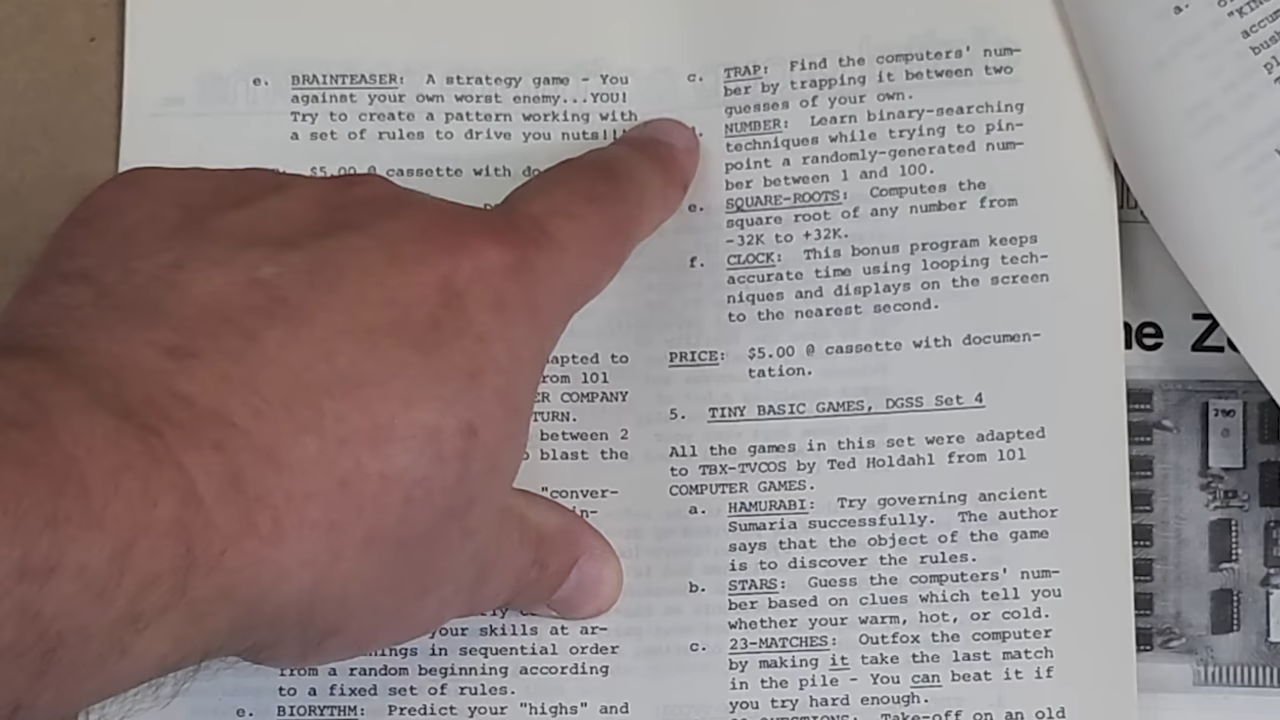 e. BRAINTEASER: A strategy game - You
against your own worst enemy...YOU!
Try to create a pattern working with
a set of rules to drive you nuts!!!
$5.00 @ cassette with
apted to
rom 101
ER COMPANY
TURN.
between 2
blast the
"conver-
in-
your skills at ar-
in sequential order
from a random beginning according
to a fixed set of rules.
e. BIORYTHM: Predict your "highs" and
c. TRAP: Find the computers' num-
ber by trapping it between two
guesses of your own.
NUMBER: Learn binary-searching
techniques while trying to pin-
point a randomly-generated num-
ber between 1 and 100.
e. SQUARE-ROOTS: Computes the
square root of any number from
-32K to +32K.
f. CLOCK: This bonus program keeps
accurate time using looping tech-
niques and displays on the screen
to the nearest second.
PRICE: $5.00 @ cassette with documen-
tation.
5. TINY BASIC GAMES, DGSS Set 4
All the games in this set were adapted
to TBX-TVCOS by Ted Holdahl from 101
COMPUTER GAMES.
a. HAMURABI: Try governing ancient
Sumaria successfully. The author
says that the object of the game
is to discover the rules.
b. STARS: Guess the computers' num-
ber based on clues which tell you
whether your warm, hot, or cold.
c. 23-MATCHES: Outfox the computer
by making it take the last match
in the pile - You can beat it if
you try hard enough.
Take-off on an old
a.
"KIN
accum
bush
pl
ne Z